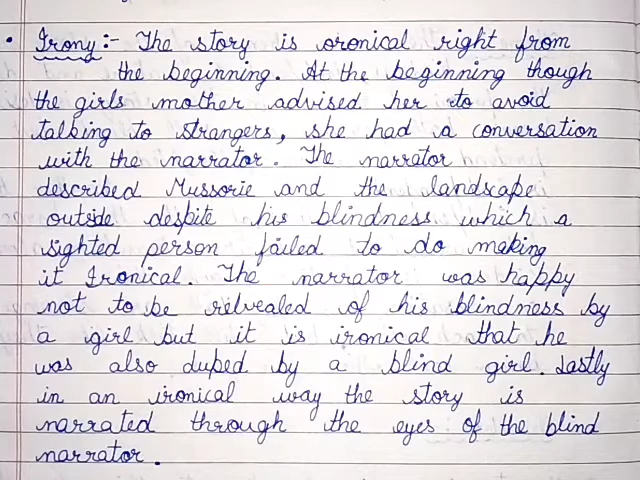 • Irony :- The story is oronical right from
the beginning. At the beginning though
the girls mother advised her to avoid
talking to strangers, she had a conversation
with the narrator. The narrator
described Mussorie and the landscape
outside despite his blindness which a
sighted person failed to do making
it Ironical. The narrator was happy
not to be relvealed of his blindness by
a girl but it is ironical that he
was also duped by a blind girl. Lastly
in an ironical way the story is
narrated through the eyes of the blind
narrator.